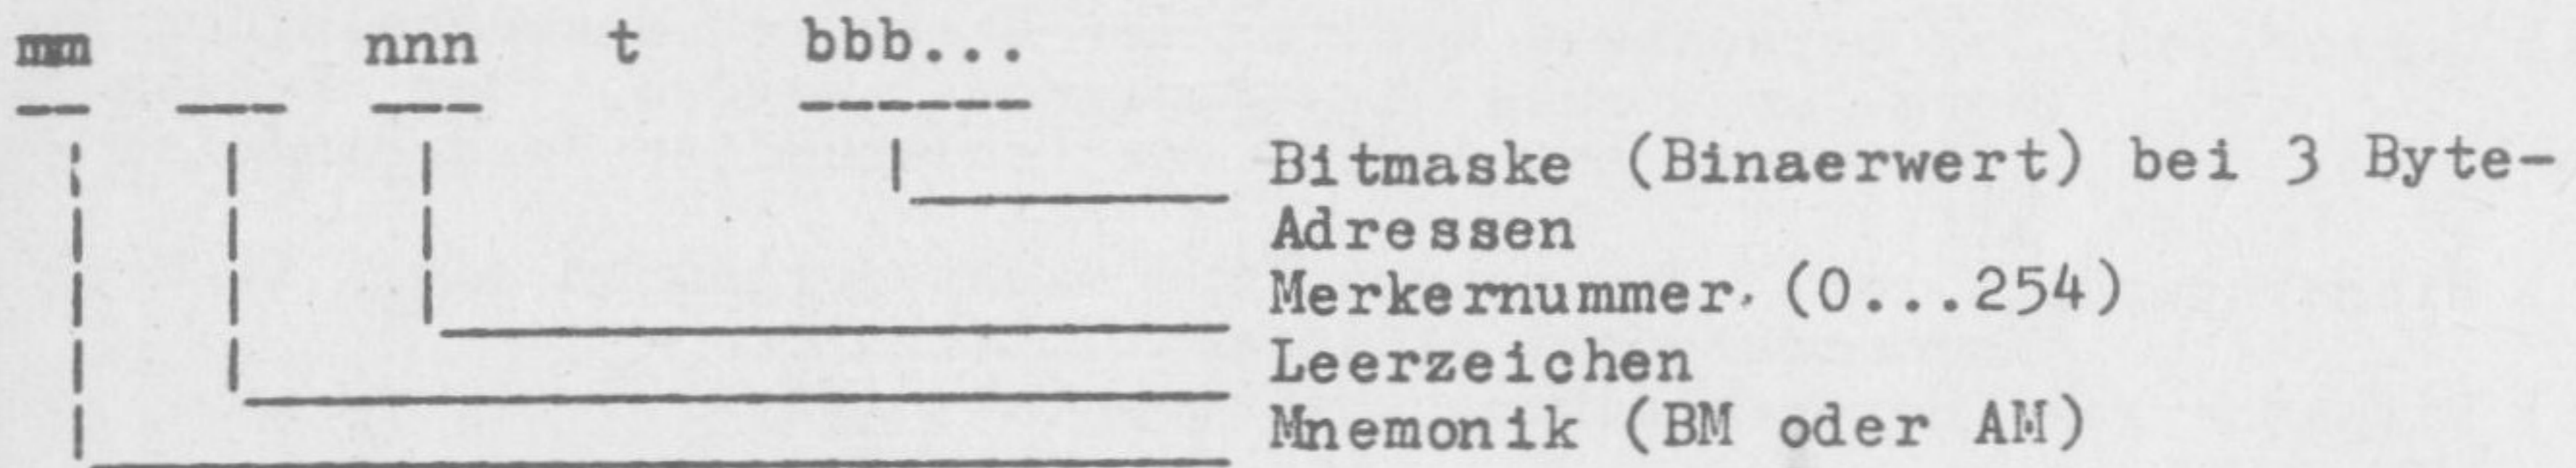 mm nnn t bbb...
Bitmaske (Binaerwert) bei 3 Byte-
Adressen
Merkernummer (0...254)
Leerzeichen
Mnemonik (BM oder AM)